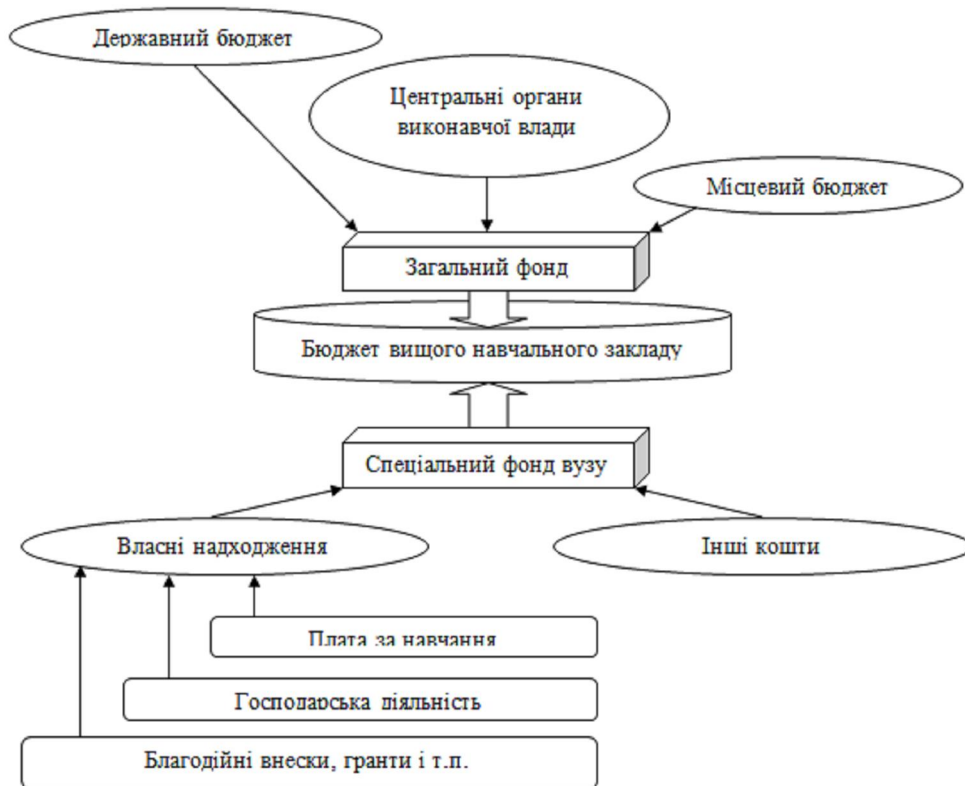 Державний бюджет
Центральні органи
виконавчої влади
Місцевий бюджет
Загальний фонд
Бюджет вищого навчального закладу
Спеціальний фонд вузу
Власні надходження
Інші кошти
Плата за навчання
Господарська діяльність
Благодійні внески, гранти і т.п.